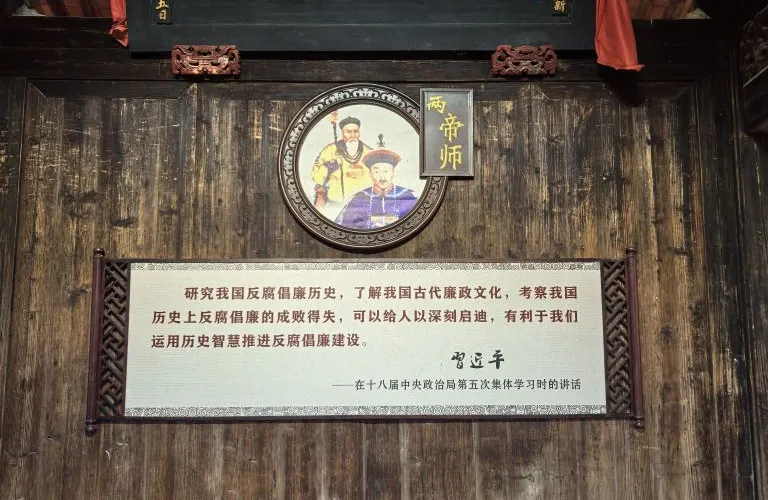 五日
新
两帝师
研究我国反腐倡廉历史，了解我国古代廉政文化，考察我国
历史上反腐倡廉的成败得失，可以给人以深刻启迪，有利于我们
运用历史智慧推进反腐倡廉建设。
习近平
——在十八届中央政治局第五次集体学习时的讲话